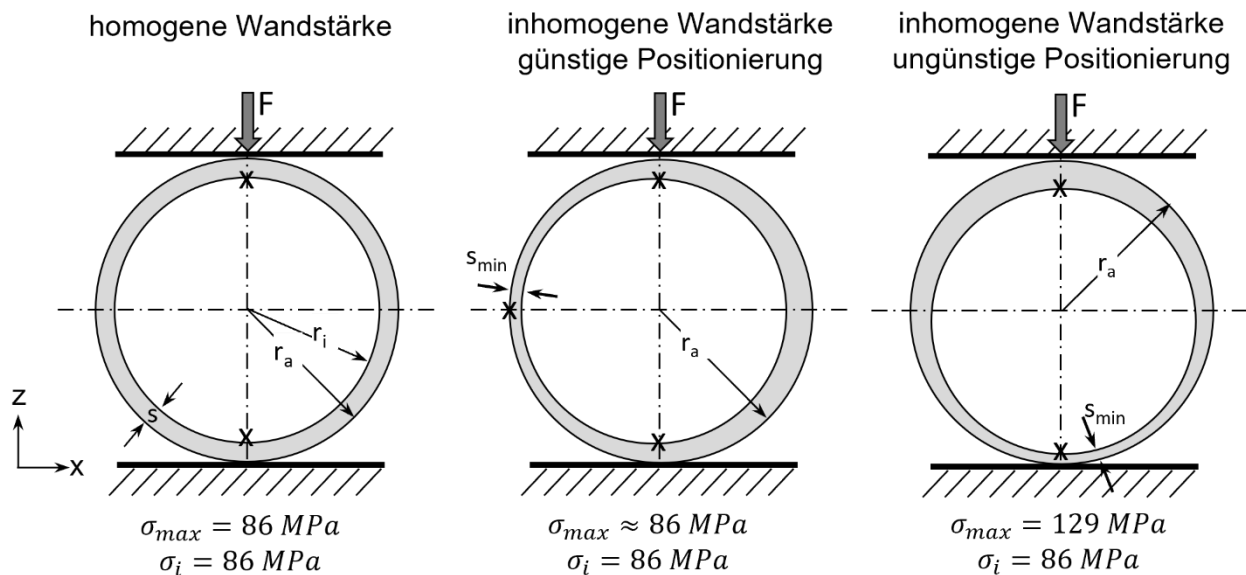 homogene Wandstärke
F
r_i
r_a
s
z
x
σ_max = 86 MPa
σ_i = 86 MPa
inhomogene Wandstärke
günstige Positionierung
F
s_min
r_a
σ_max ≈ 86 MPa
σ_i = 86 MPa
inhomogene Wandstärke
ungünstige Positionierung
F
r_a
s_min
σ_max = 129 MPa
σ_i = 86 MPa